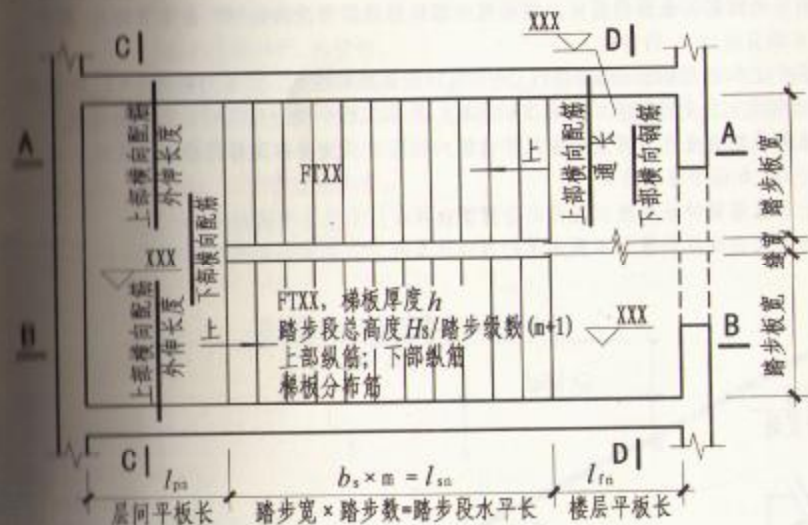 C
XXX
D
A
上部横向配筋
外伸长度
下部横向配筋
FTXX
上
上部横向配筋
通长
下部横向钢筋
A
踏步板宽
缝宽
踏步板宽
XXX
B
上部横向配筋
外伸长度
上
FTXX，梯板厚度h
踏步段总高度Hs/踏步级数(m+1)
上部纵筋；下部纵筋
梯板分布筋
XXX
B
C
D
lpn
bs×m=lsn
lfn
层间平板长
踏步宽×踏步数=踏步段水平长
楼层平板长